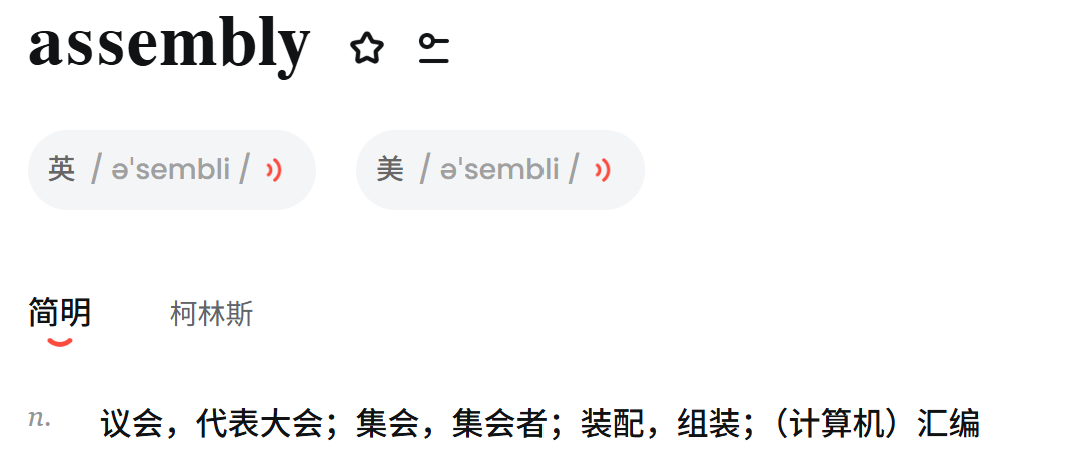 assembly
英 / ə'sembli / 美 / ə'sembli /
简明 柯林斯
n. 议会，代表大会；集会，集会者；装配，组装；（计算机）汇编